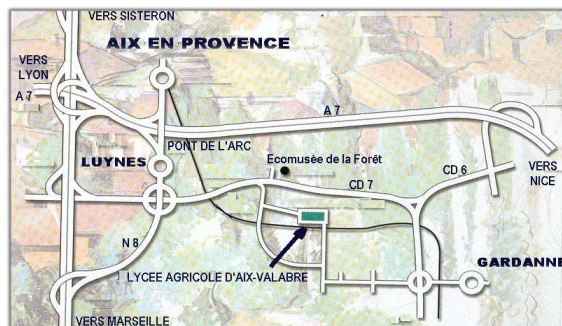 VERS SISTERON
AIX EN PROVENCE
VERS
LYON
A 7
A 7
PONT DE L'ARC
LUYNES
Ecomusée de la Forêt
CD 7
CD 6
VERS
NICE
N 8
GARDANNE
LYCEE AGRICOLE D'AIX-VALABRE
VERS MARSEILLE